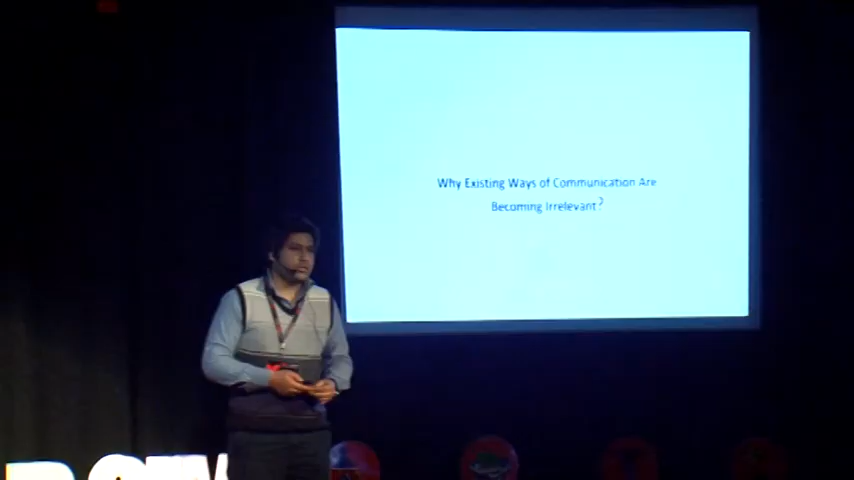 Why Existing Ways of Communication Are
Becoming Irrelevant?